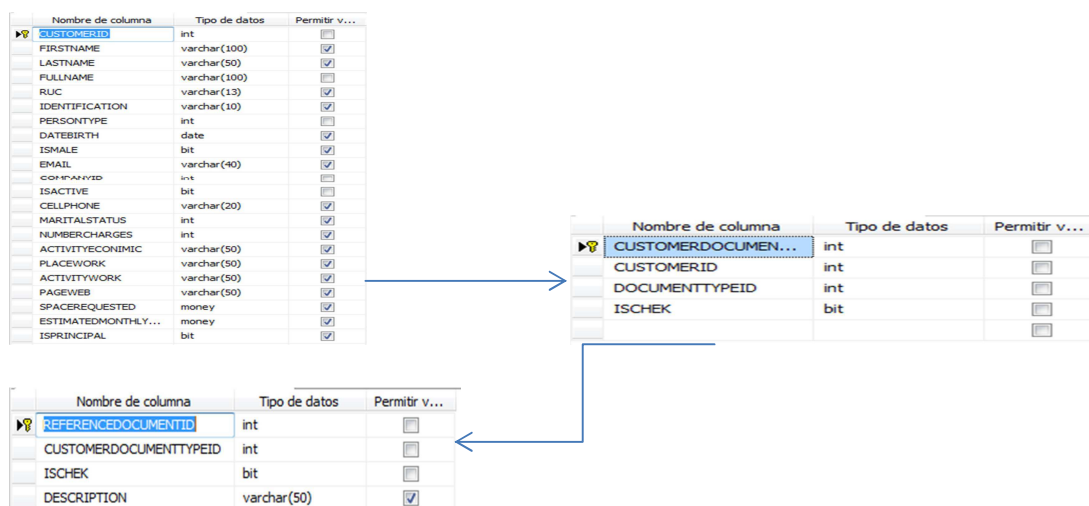 Nombre de columna Tipo de datos Permitir v...
CUSTOMERID int
FIRSTNAME varchar(100)
LASTNAME varchar(50)
FULLNAME varchar(100)
RUC varchar(13)
IDENTIFICATION varchar(10)
PERSONTYPE int
DATEBIRTH date
ISMALE bit
EMAIL varchar(40)
COMPANYID int
ISACTIVE bit
CELLPHONE varchar(20)
MARITALSTATUS int
NUMBERCHARGES int
ACTIVITYECONIMIC varchar(50)
PLACEWORK varchar(50)
ACTIVITYWORK varchar(50)
PAGEWEB varchar(50)
SPACEREQUESTED money
ESTIMATEDMONTHLY... money
ISPRINCIPAL bit
Nombre de columna Tipo de datos Permitir v...
CUSTOMERDOCUMEN... int
CUSTOMERID int
DOCUMENTTYPEID int
ISCHEK bit
Nombre de columna Tipo de datos Permitir v...
REFERENCEDOCUMENTID int
CUSTOMERDOCUMENTTYPEID int
ISCHEK bit
DESCRIPTION varchar(50)